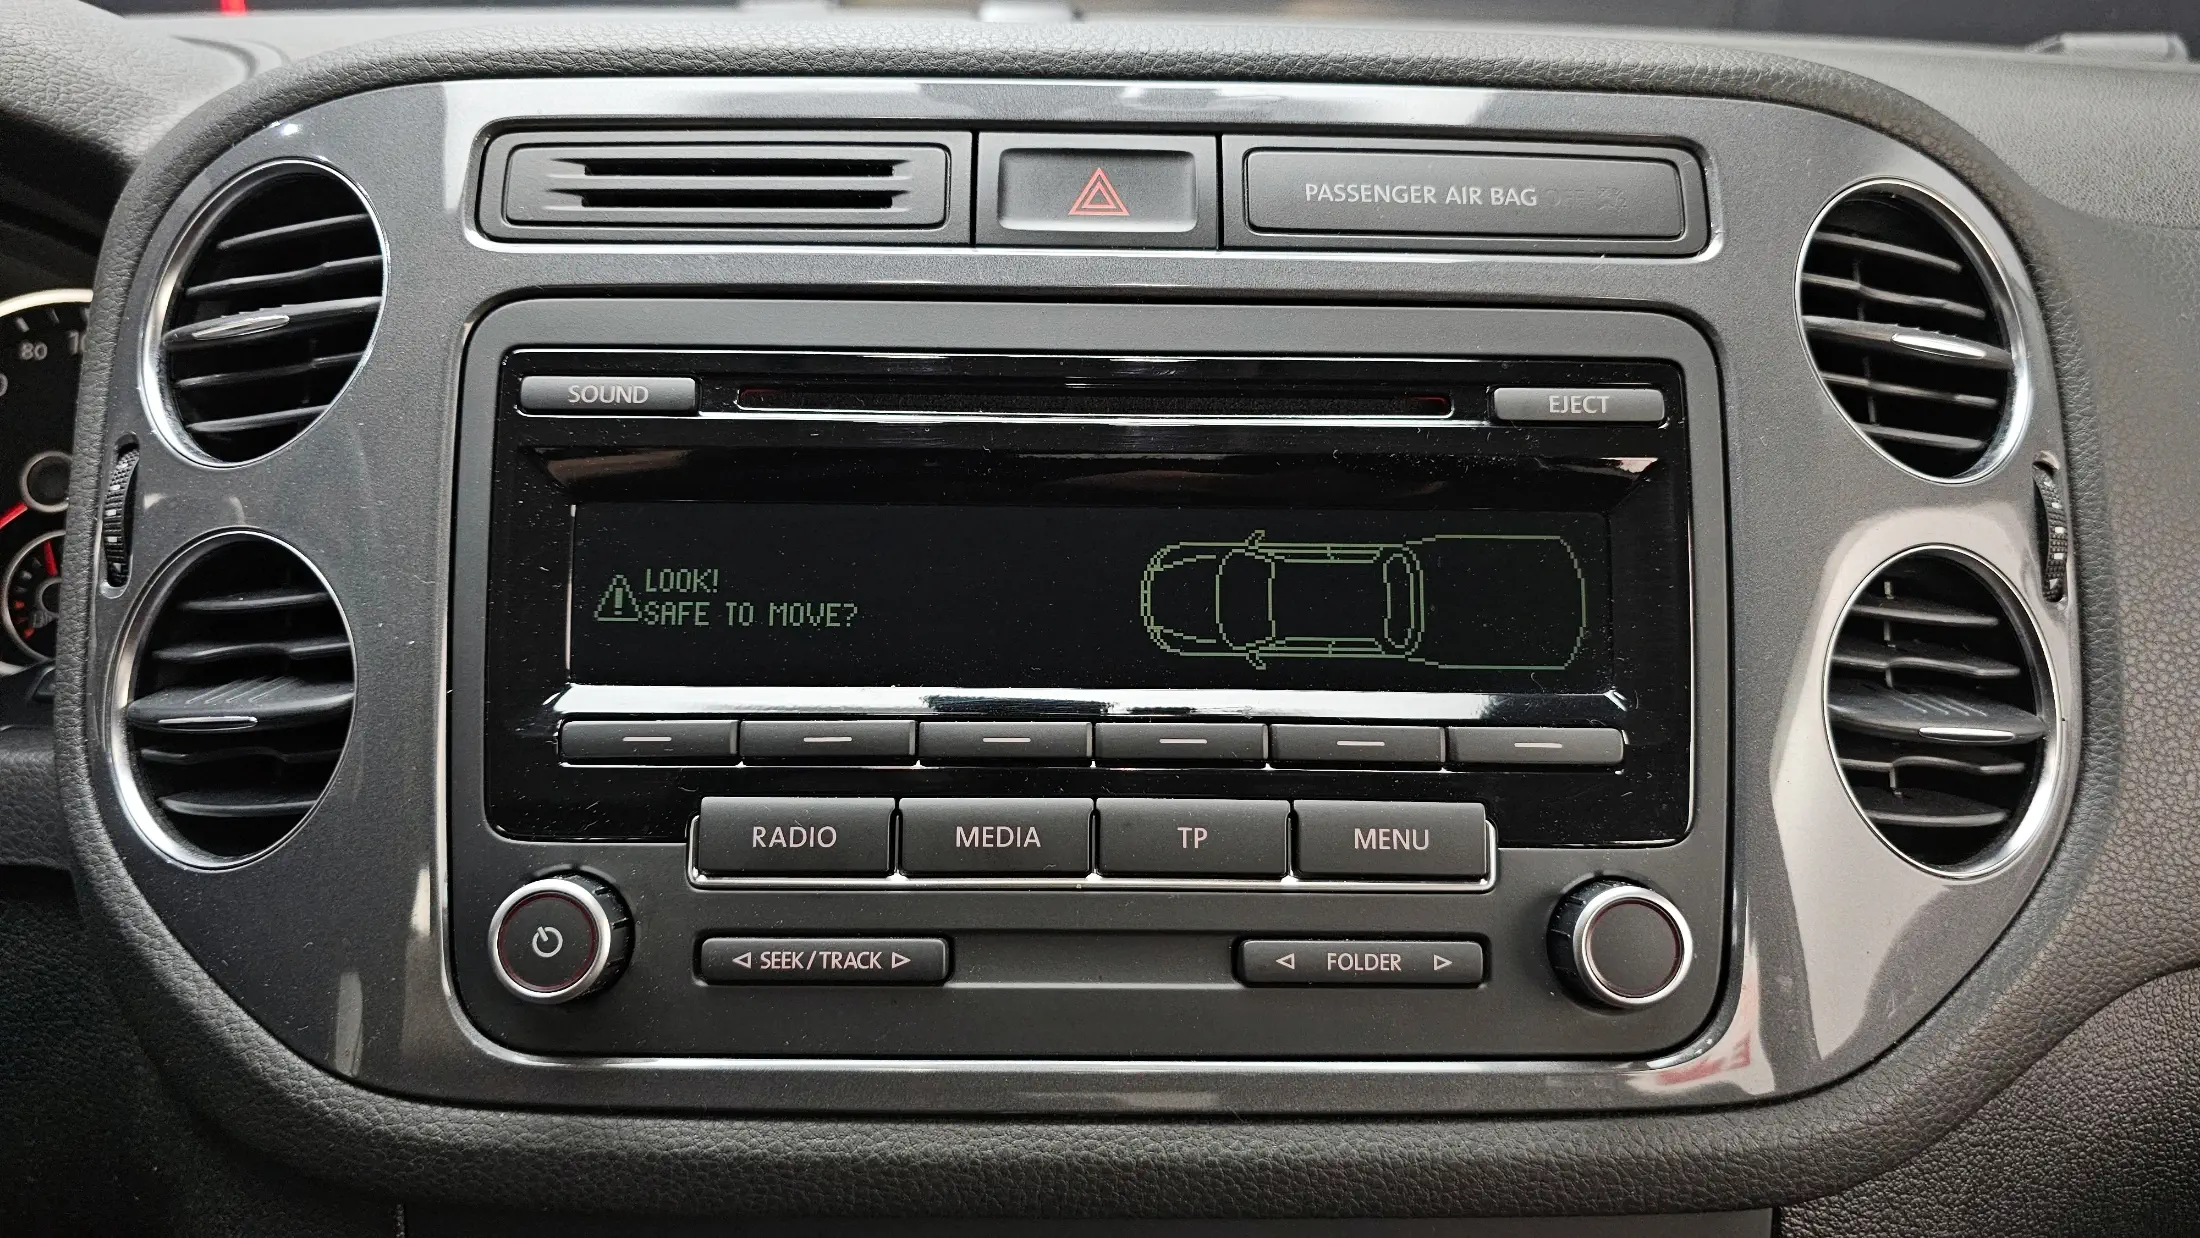 PASSENGER AIR BAG
80
SOUND
EJECT
LOOK!
SAFE TO MOVE?
RADIO
MEDIA
TP
MENU
SEEK/TRACK
FOLDER